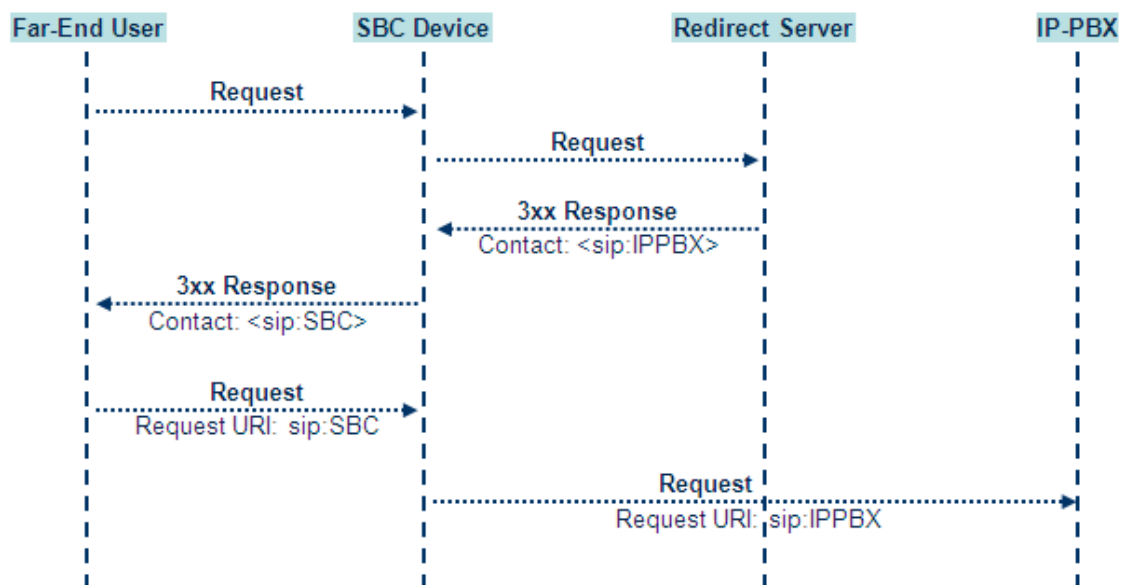 Far-End User SBC Device Redirect Server IP-PBX
Request
Request
3xx Response
Contact: <sip:IPPBX>
3xx Response
Contact: <sip:SBC>
Request
Request URI: sip:SBC
Request
Request URI: sip:IPPBX